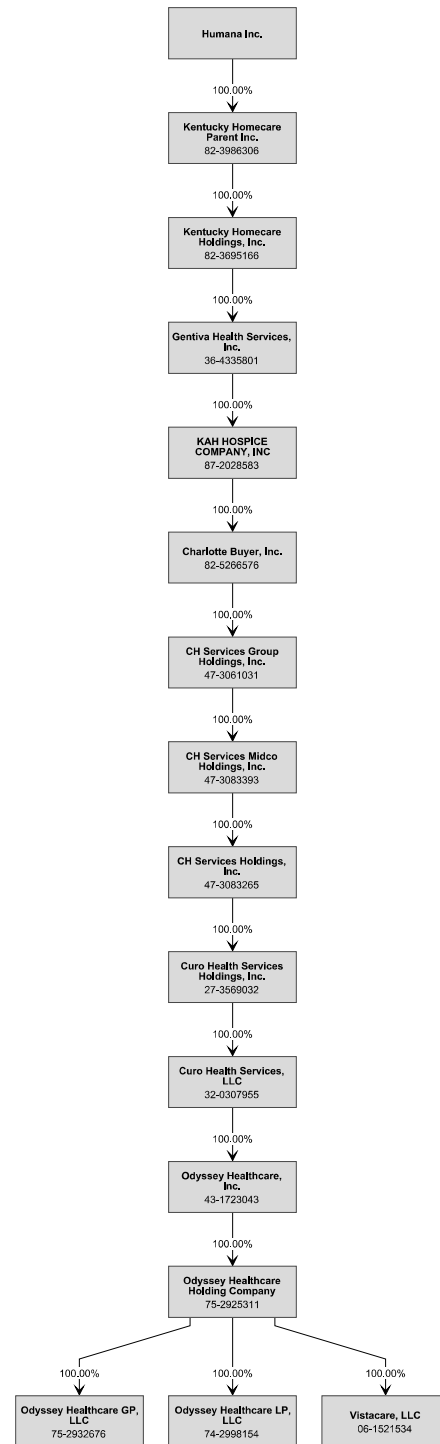 Humana Inc.
100.00%
Kentucky Homecare
Parent Inc.
82-3986306
100.00%
Kentucky Homecare
Holdings, Inc.
82-3695166
100.00%
Gentiva Health Services,
Inc.
36-4335801
100.00%
KAH HOSPICE
COMPANY, INC
87-2028583
100.00%
Charlotte Buyer, Inc.
82-5266576
100.00%
CH Services Group
Holdings, Inc.
47-3061031
100.00%
CH Services Midco
Holdings, Inc.
47-3083393
100.00%
CH Services Holdings,
Inc.
47-3083265
100.00%
Curo Health Services
Holdings, Inc.
27-3569032
100.00%
Curo Health Services,
LLC
32-0307955
100.00%
Odyssey Healthcare,
Inc.
43-1723043
100.00%
Odyssey Healthcare
Holding Company
75-2925311
100.00%
Odyssey Healthcare GP,
LLC
75-2932676
100.00%
Odyssey Healthcare LP,
LLC
74-2998154
100.00%
Vistacare, LLC
06-1521534